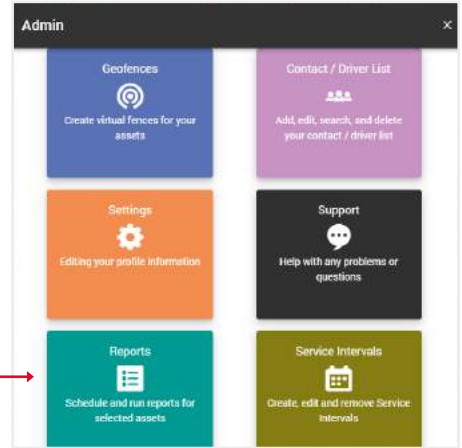 Admin
Geofences
Create virtual fences for your
assets
Contact / Driver List
Add, edit, search, and delete
your contact / driver list
Settings
Editing your profile information
Support
Help with any problems or
questions
Reports
Schedule and run reports for
selected assets
Service Intervals
Create, edit and remove Service
Intervals